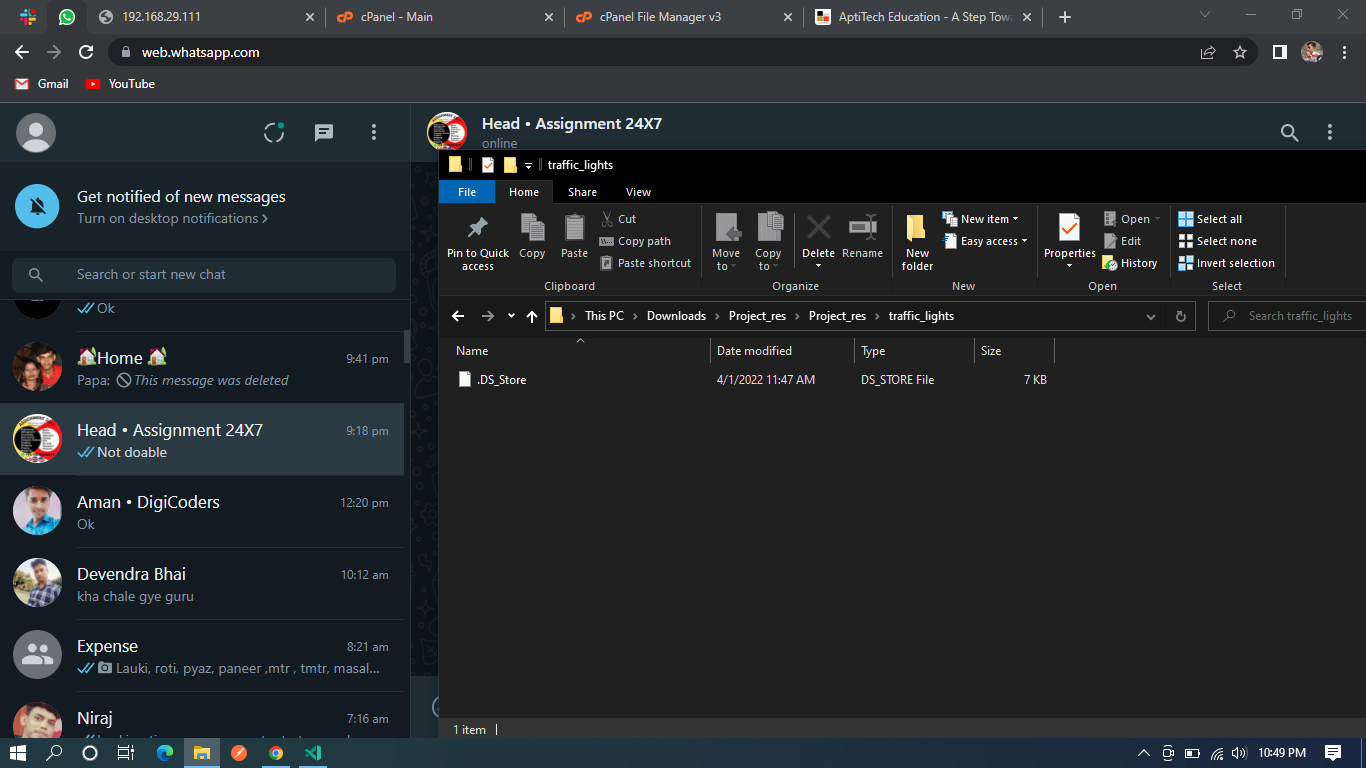 192.168.29.111
cPanel - Main
cPanel File Manager v3
AptiTech Education - A Step Towa
web.whatsapp.com
Gmail
YouTube
Head • Assignment 24X7
online
Get notified of new messages
Turn on desktop notifications >
Search or start new chat
Ok
🏡Home 🏡
9:41 pm
Papa: 🚫This message was deleted
Head • Assignment 24X7
9:18 pm
Not doable
Aman • DigiCoders
12:20 pm
Ok
Devendra Bhai
10:12 am
kha chale gye guru
Expense
8:21 am
Lauki, roti, pyaz, paneer ,mtr , tmtr, masal...
Niraj
7:16 am
traffic_lights
File
Home
Share
View
Pin to Quick
access
Copy
Paste
Cut
Copy path
Paste shortcut
Clipboard
Move
to
Copy
to
Delete
Rename
Organize
New
folder
New item
Easy access
New
Properties
Open
Edit
History
Open
Select all
Select none
Invert selection
Select
This PC > Downloads > Project_res > Project_res > traffic_lights
Search traffic_lights
Name
Date modified
Type
Size
.DS_Store
4/1/2022 11:47 AM
DS_STORE File
7 KB
1 item
10:49 PM